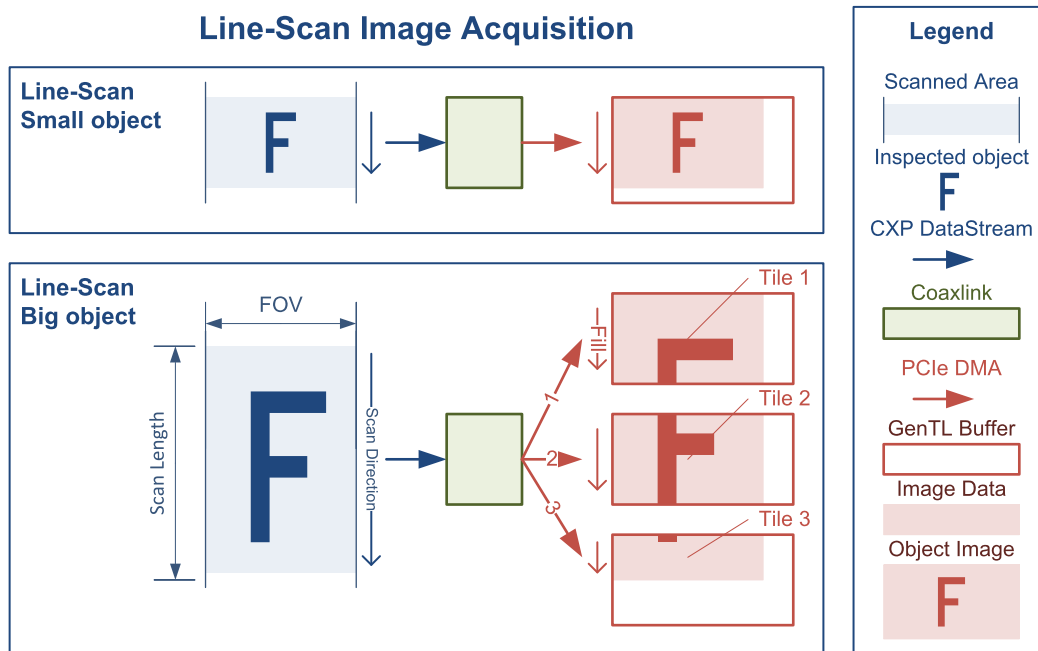 Line-Scan Image Acquisition
Line-Scan
Small object
F
F
Line-Scan
Big object
FOV
Scan Length
F
Scan Direction
1
2
3
Fill
Tile 1
Tile 2
Tile 3
Legend
Scanned Area
Inspected object
F
CXP DataStream
Coaxlink
PCIe DMA
GenTL Buffer
Image Data
Object Image
F